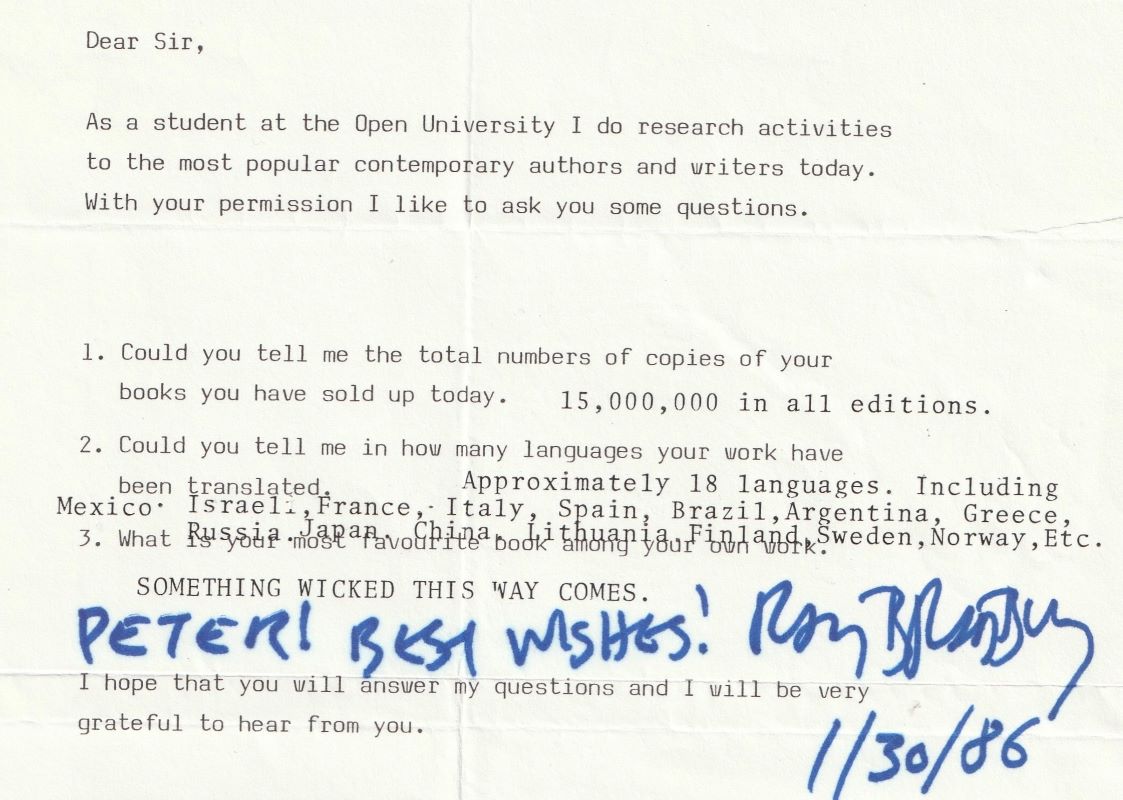 Dear Sir,
As a student at the Open University I do research activities
to the most popular contemporary authors and writers today.
With your permission I like to ask you some questions.
1. Could you tell me the total numbers of copies of your
books you have sold up today. 15,000,000 in all editions.
2. Could you tell me in how many languages your work have
been translated. Approximately 18 languages. Including
Mexico. Israel,France, Italy, Spain, Brazil,Argentina, Greece,
Russia.Japan. China. Lithuania.Finland,Sweden,Norway,Etc.
3. What is your most favourite book among your own work.
SOMETHING WICKED THIS WAY COMES.
PETER! BEST WISHES! RAY BRADBURY
I hope that you will answer my questions and I will be very
grateful to hear from you.
1/30/86